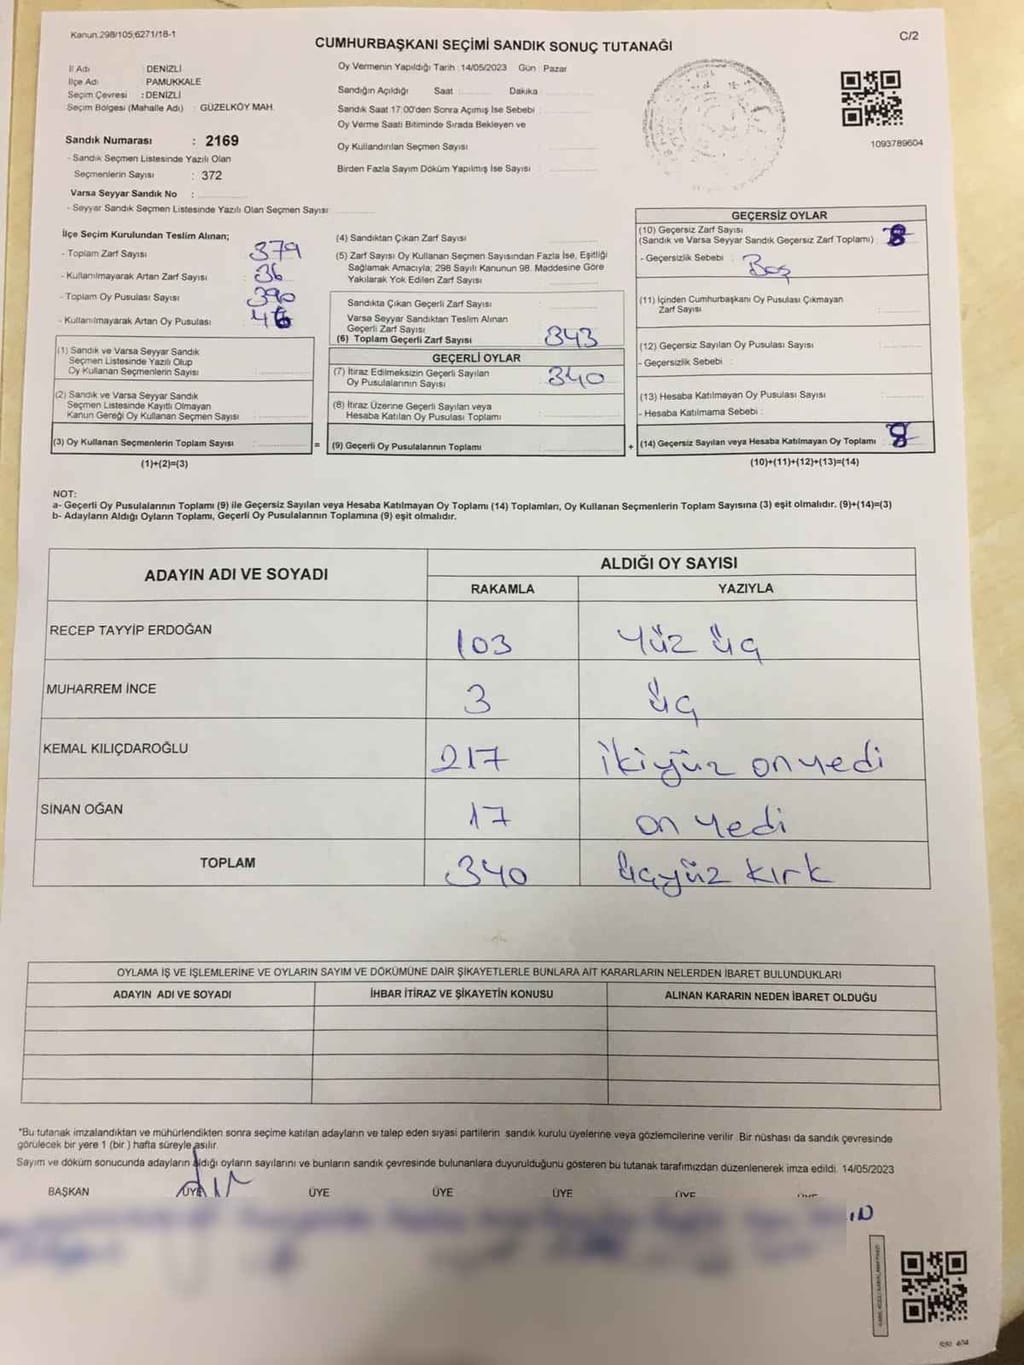 Kanun.298/105;6271/18-1
C/2
CUMHURBAŞKANI SEÇİMİ SANDIK SONUÇ TUTANAĞI
İl Adı : DENİZLİ
İlçe Adı : PAMUKKALE
Seçim Çevresi : DENİZLİ
Seçim Bölgesi (Mahalle Adı) : GÜZELKÖY MAH.
Sandık Numarası : 2169
- Sandık Seçmen Listesinde Yazılı Olan
Seçmenlerin Sayısı : 372
Varsa Seyyar Sandık No :
- Seyyar Sandık Seçmen Listesinde Yazılı Olan Seçmen Sayısı
Oy Vermenin Yapıldığı Tarih :14/05/2023 Gün : Pazar
Sandığın Açıldığı Saat Dakika
Sandık Saat 17:00'den Sonra Açımış İse Sebebi :
Oy Verme Saati Bitiminde Sırada Bekleyen ve
Oy Kullandırılan Seçmen Sayısı
Birden Fazla Sayım Döküm Yapılmış İse Sayısı
1093789604
İlçe Seçim Kurulundan Teslim Alınan;
- Toplam Zarf Sayısı : 379
- Kullanılmayarak Artan Zarf Sayısı : 36
- Toplam Oy Pusulası Sayısı : 390
- Kullanılmayarak Artan Oy Pusulası :
(1) Sandık ve Varsa Seyyar Sandık
Seçmen Listesinde Yazılı Olup
Oy Kullanan Seçmenlerin Sayısı
(2) Sandık ve Varsa Seyyar Sandık
Seçmen Listesinde Kayıtlı Olmayan
Kanun Gereği Oy Kullanan Seçmen Sayısı
(3) Oy Kullanan Seçmenlerin Toplam Sayısı
(1)+(2)=(3)
(4) Sandıktan Çıkan Zarf Sayısı
(5) Zarf Sayısı Oy Kullanan Seçmen Sayısından Fazla İse, Eşitliği
Sağlamak Amacıyla; 298 Sayılı Kanunun 98. Maddesine Göre
Yakılarak Yok Edilen Zarf Sayısı
Sandıkta Çıkan Geçerli Zarf Sayısı
Varsa Seyyar Sandıktan Teslim Alınan
Geçerli Zarf Sayısı
(6) Toplam Geçerli Zarf Sayısı 343
GEÇERLİ OYLAR
(7) İtiraz Edilmeksizin Geçerli Sayılan
Oy Pusulalarının Sayısı 340
(8) İtiraz Üzerine Geçerli Sayılan veya
Hesaba Katılan Oy Pusulası Toplamı
= (9) Geçerli Oy Pusulalarının Toplamı
+
GEÇERSİZ OYLAR
(10) Geçersiz Zarf Sayısı
(Sandık ve Varsa Seyyar Sandık Geçersiz Zarf Toplamı)
- Geçersizlik Sebebi : Boş
(11) İçinden Cumhurbaşkanı Oy Pusulası Çıkmayan
Zarf Sayısı
(12) Geçersiz Sayılan Oy Pusulası Sayısı
- Geçersizlik Sebebi :
(13) Hesaba Katılmayan Oy Pusulası Sayısı
- Hesaba Katılmama Sebebi :
(14) Geçersiz Sayılan veya Hesaba Katılmayan Oy Toplamı
(10)+(11)+(12)+(13)=(14)
NOT:
a- Geçerli Oy Pusulalarının Toplamı (9) ile Geçersiz Sayılan veya Hesaba Katılmayan Oy Toplamı (14) Toplamları, Oy Kullanan Seçmenlerin Toplam Sayısına (3) eşit olmalıdır. (9)+(14)=(3)
b- Adayların Aldığı Oyların Toplamı, Geçerli Oy Pusulalarının Toplamına (9) eşit olmalıdır.
ADAYIN ADI VE SOYADI
ALDIĞI OY SAYISI
RAKAMLA YAZIYLA
RECEP TAYYİP ERDOĞAN 103 Yüz üç
MUHARREM İNCE 3 üç
KEMAL KILIÇDAROĞLU 217 ikiyüz onyedi
SİNAN OĞAN 17 on yedi
TOPLAM 340 üçyüz kırk
OYLAMA İŞ VE İŞLEMLERİNE VE OYLARIN SAYIM VE DÖKÜMÜNE DAİR ŞİKAYETLERLE BUNLARA AİT KARARLARIN NELERDEN İBARET BULUNDUKLARI
ADAYIN ADI VE SOYADI İHBAR İTİRAZ VE ŞİKAYETİN KONUSU ALINAN KARARIN NEDEN İBARET OLDUĞU
*Bu tutanak imzalandıktan ve mühürlendikten sonra seçime katılan adayların ve talep eden siyasi partilerin sandık kurulu üyelerine veya gözlemcilerine verilir. Bir nüshası da sandık çevresinde
görülecek bir yere 1 (bir ) hafta süreyle asılır.
Sayım ve döküm sonucunda adayların aldığı oyların sayılarını ve bunların sandık çevresinde bulunanlara duyurulduğunu gösteren bu tutanak tarafımızdan düzenlenerek imza edildi. 14/05/2023
BAŞKAN ÜYE ÜYE ÜYE ÜYE ÜYE